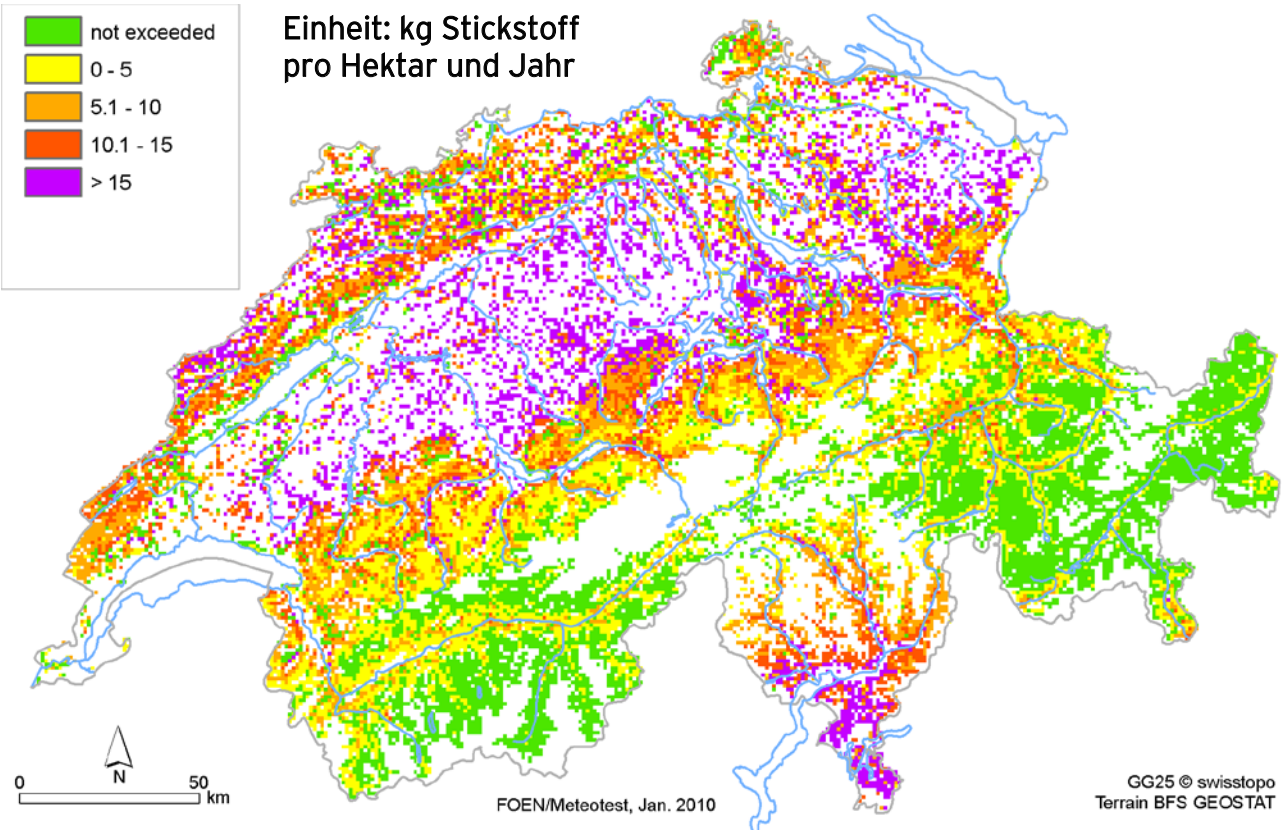 not exceeded
0 - 5
5.1 - 10
10.1 - 15
> 15
Einheit: kg Stickstoff
pro Hektar und Jahr
N
0 50
km
FOEN/Meteotest, Jan. 2010
GG25 © swisstopo
Terrain BFS GEOSTAT